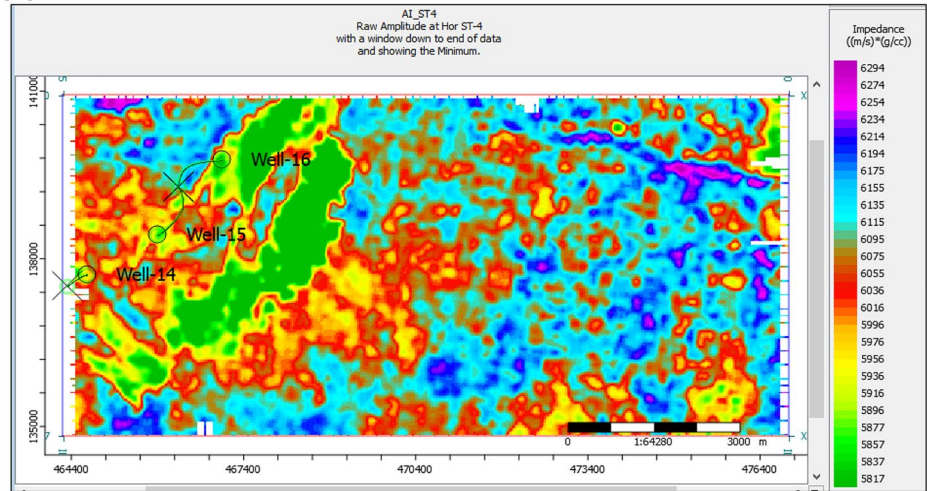 AI_ST4
Raw Amplitude at Hor ST-4
with a window down to end of data
and showing the Minimum.
Impedance
((m/s)*(g/cc))
6294
6274
6254
6234
6214
6194
6175
6155
6135
6115
6095
6075
6055
6036
6016
5996
5976
5956
5936
5916
5896
5877
5857
5837
5817
141000
138000
135000
Well-16
Well-15
Well-14
X
X
0 1:64280 3000 m
464400 467400 470400 473400 476400